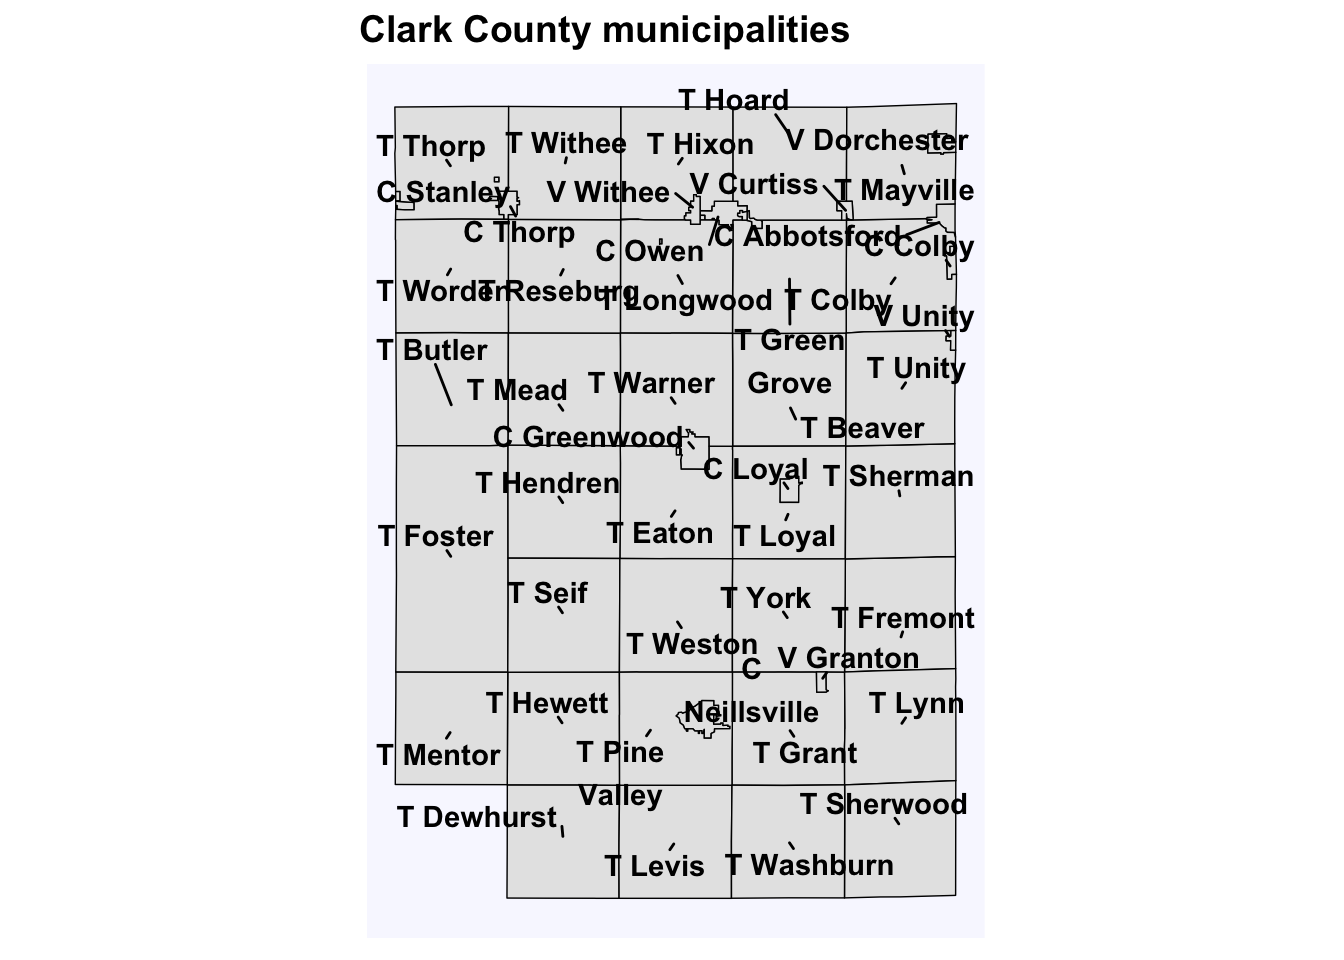 Clark County municipalities
T Hoard
T Thorp
T Withee
T Hixon
V Dorchester
C Stanley
V Withee
V Curtiss
T Mayville
C Thorp
C Owen
C Abbotsford
C Colby
T Worden
T Reseburg
T Longwood
T Colby
V Unity
T Butler
T Green
Grove
T Unity
T Mead
T Warner
T Beaver
C Greenwood
C Loyal
T Sherman
T Hendren
T Foster
T Eaton
T Loyal
T Seif
T York
T Fremont
T Weston
V Granton
C
Neillsville
T Hewett
T Lynn
T Mentor
T Pine
Valley
T Grant
T Dewhurst
T Sherwood
T Levis
T Washburn